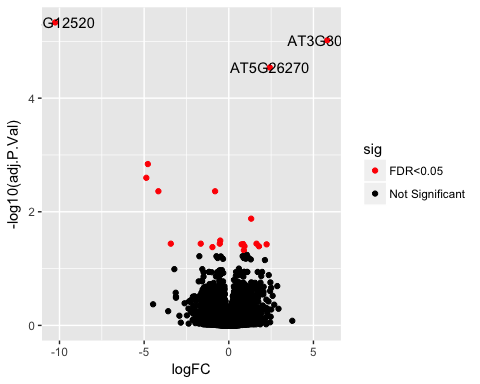 G12520
AT3G30
AT5G26270
4
2
0
-log10(adj.P.Val)
-10
-5
0
5
logFC
sig
FDR<0.05
Not Significant